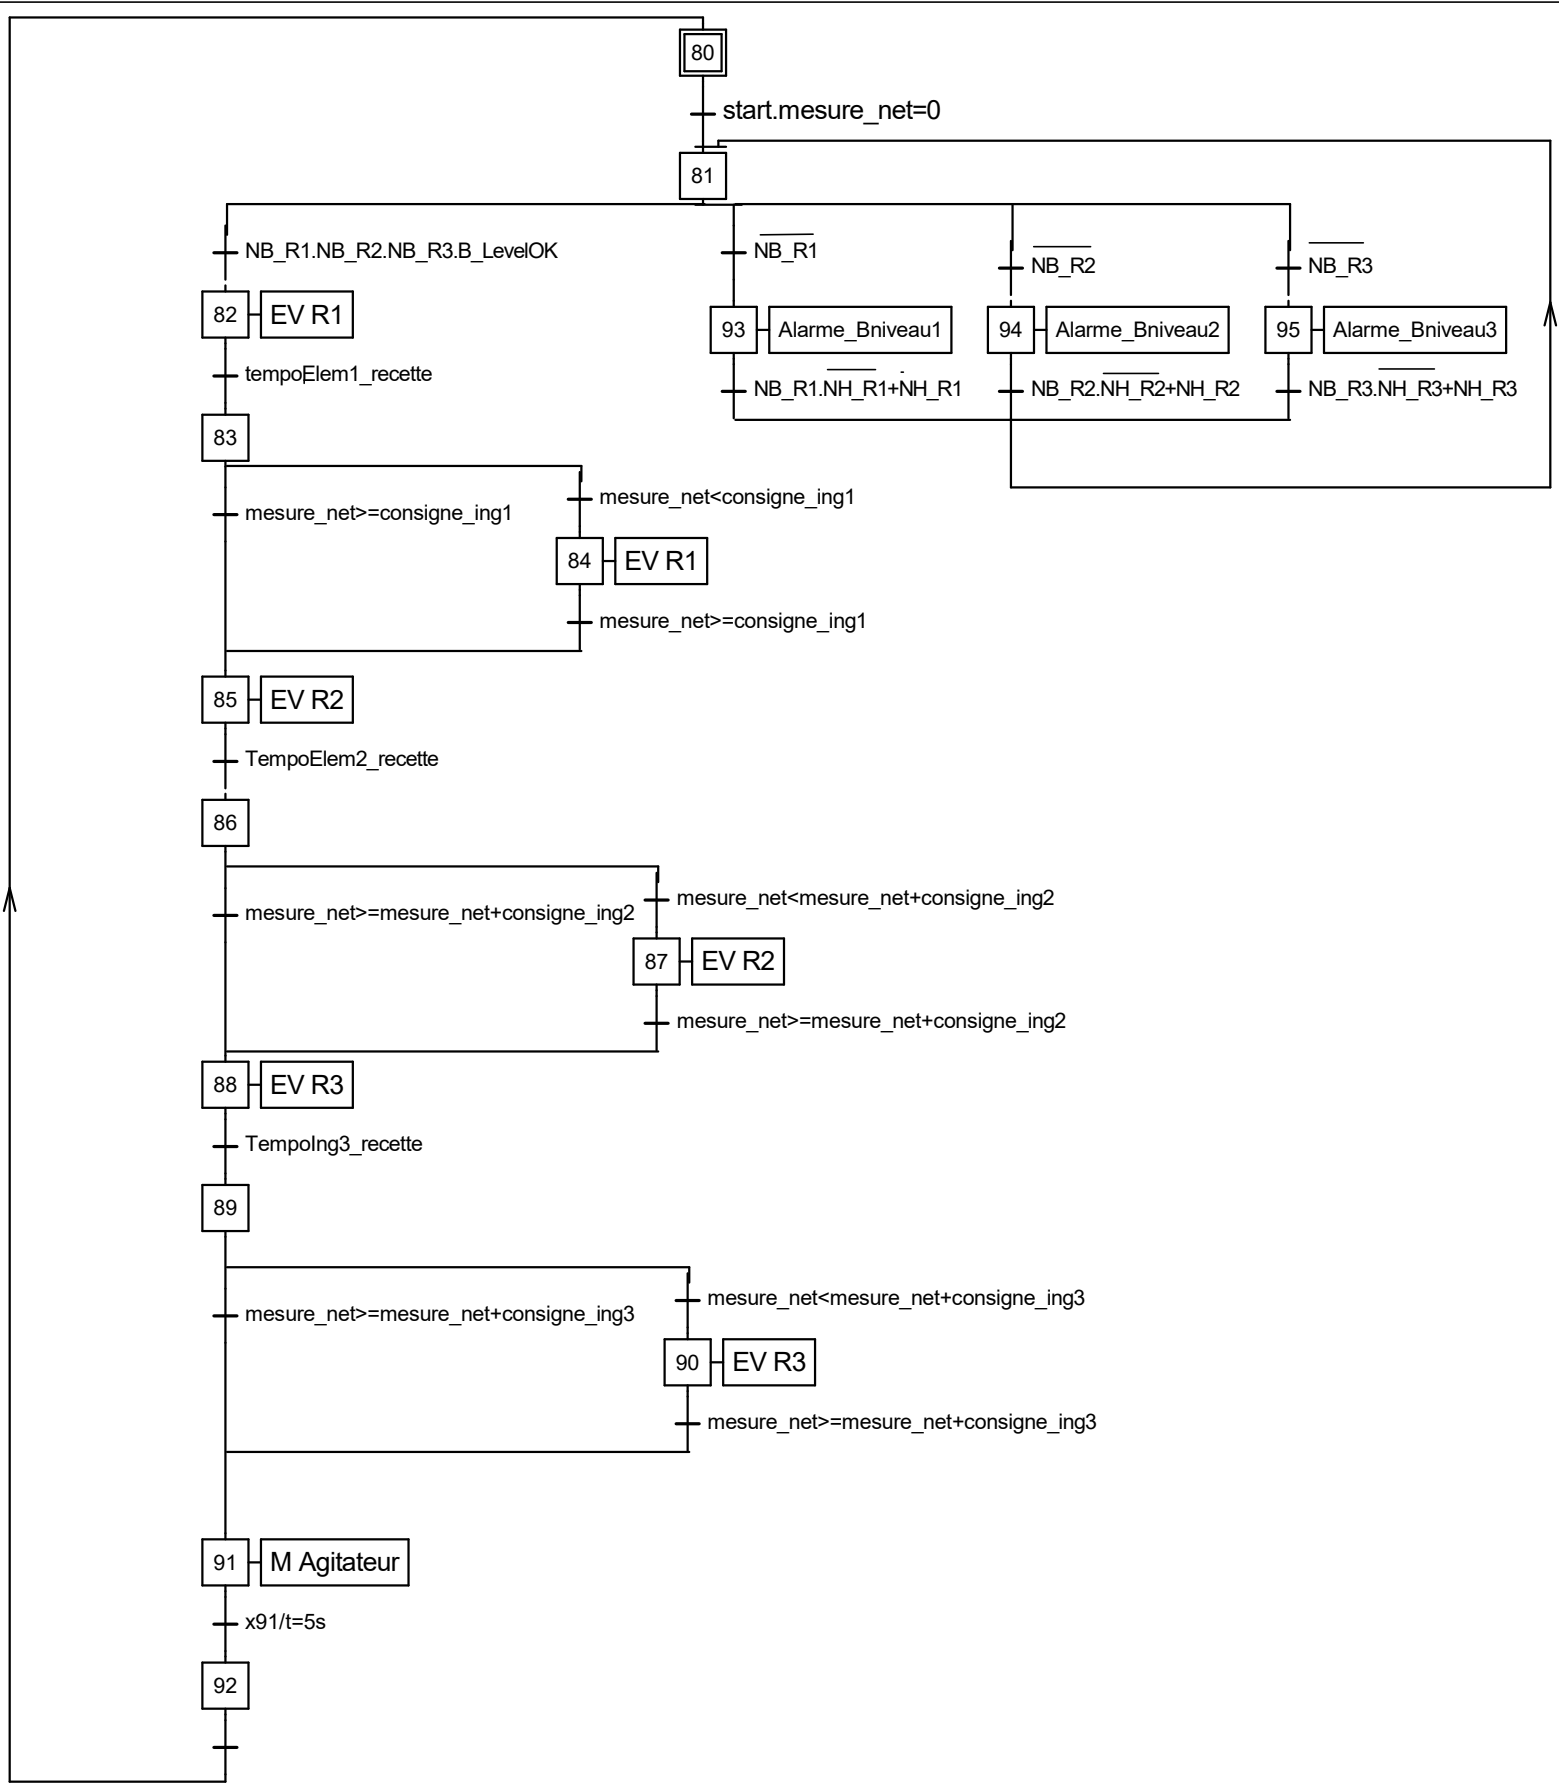 80
start.mesure_net=0
81
NB_R1.NB_R2.NB_R3.B_LevelOK
NB_R1
NB_R2
NB_R3
82
EV R1
93
Alarme_Bniveau1
94
Alarme_Bniveau2
95
Alarme_Bniveau3
tempoElem1_recette
NB_R1.NH_R1+NH_R1
NB_R2.NH_R2+NH_R2
NB_R3.NH_R3+NH_R3
83
mesure_net>=consigne_ing1
mesure_net<consigne_ing1
84
EV R1
mesure_net>=consigne_ing1
85
EV R2
TempoElem2_recette
86
mesure_net>=mesure_net+consigne_ing2
mesure_net<mesure_net+consigne_ing2
87
EV R2
mesure_net>=mesure_net+consigne_ing2
88
EV R3
TempoIng3_recette
89
mesure_net>=mesure_net+consigne_ing3
mesure_net<mesure_net+consigne_ing3
90
EV R3
mesure_net>=mesure_net+consigne_ing3
91
M Agitateur
x91/t=5s
92